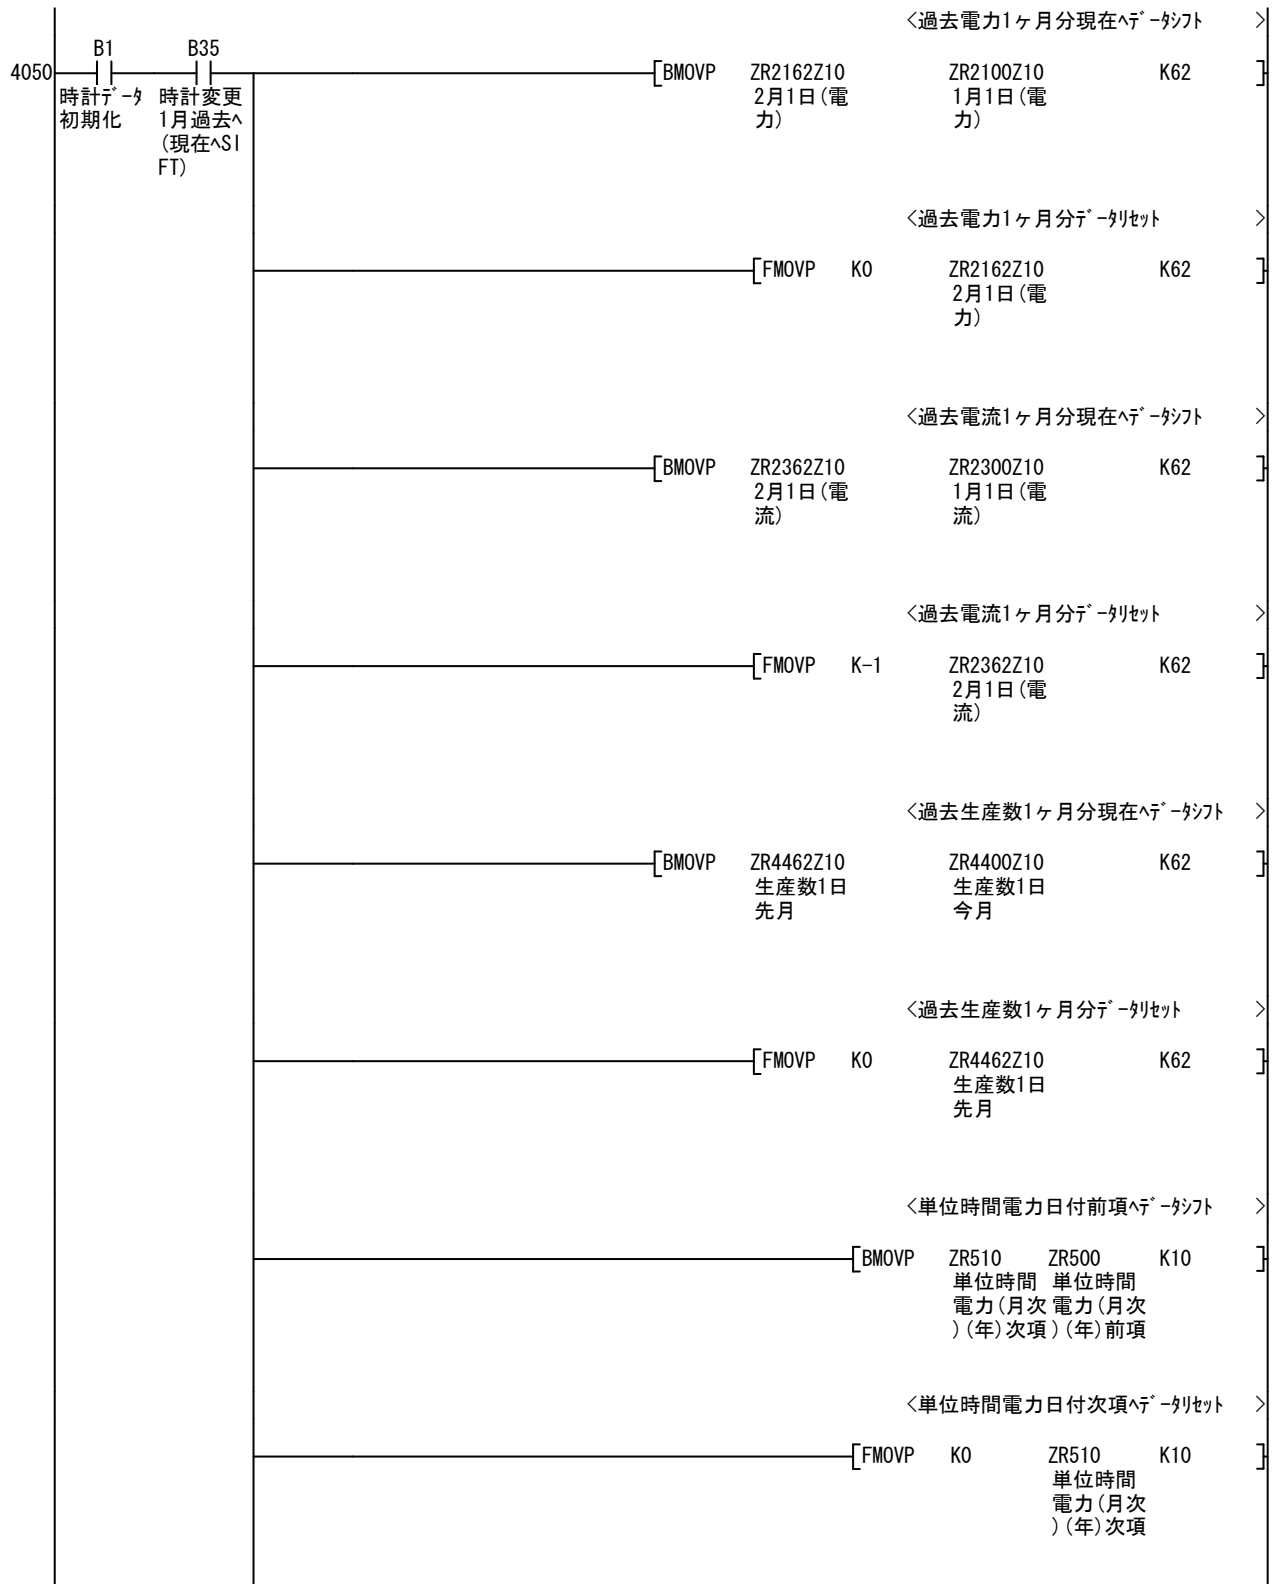 <過去電力1ヶ月分現在ﾍﾃﾞｰﾀｼﾌﾄ >
B1 B35
4050 [BMOVP ZR2162Z10 ZR2100Z10 K62 ]
時計ﾃﾞｰﾀ 時計変更 2月1日(電 1月1日(電
初期化 1月過去ﾍ 力) 力)
(現在ﾍSI
FT)
<過去電力1ヶ月分ﾃﾞｰﾀﾘｾｯﾄ >
[FMOVP K0 ZR2162Z10 K62 ]
2月1日(電
力)
<過去電流1ヶ月分現在ﾍﾃﾞｰﾀｼﾌﾄ >
[BMOVP ZR2362Z10 ZR2300Z10 K62 ]
2月1日(電 1月1日(電
流) 流)
<過去電流1ヶ月分ﾃﾞｰﾀﾘｾｯﾄ >
[FMOVP K-1 ZR2362Z10 K62 ]
2月1日(電
流)
<過去生産数1ヶ月分現在ﾍﾃﾞｰﾀｼﾌﾄ >
[BMOVP ZR4462Z10 ZR4400Z10 K62 ]
生産数1日 生産数1日
先月 今月
<過去生産数1ヶ月分ﾃﾞｰﾀﾘｾｯﾄ >
[FMOVP K0 ZR4462Z10 K62 ]
生産数1日
先月
<単位時間電力日付前項ﾍﾃﾞｰﾀｼﾌﾄ >
[BMOVP ZR510 ZR500 K10 ]
単位時間 単位時間
電力(月次 電力(月次
)(年)次項 )(年)前項
<単位時間電力日付次項ﾍﾃﾞｰﾀﾘｾｯﾄ >
[FMOVP K0 ZR510 K10 ]
単位時間
電力(月次
)(年)次項